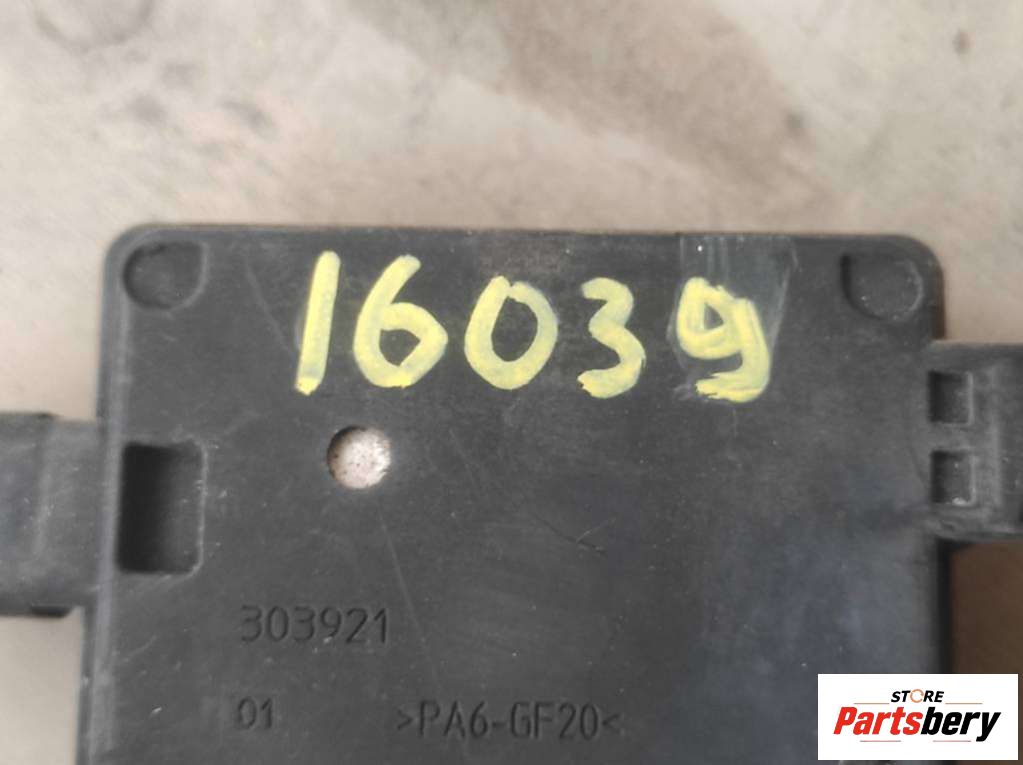 16039
303921
01 >PA6-GF20<
STORE
Partsbery